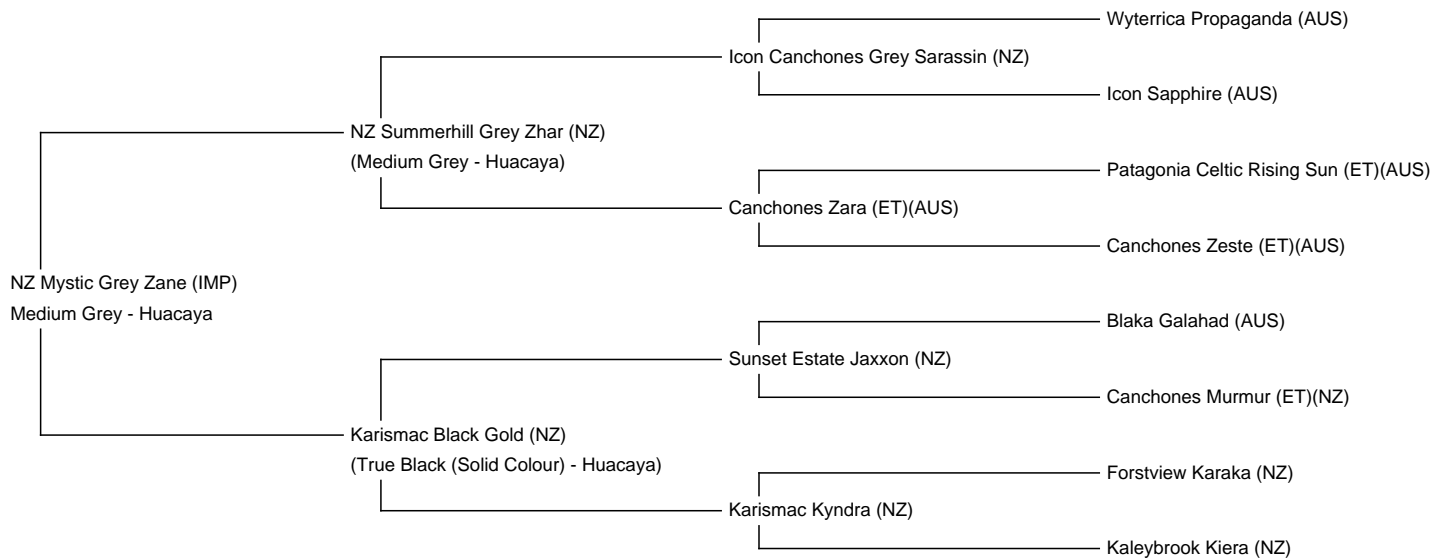 Wyterrica Propaganda (AUS)
Icon Canchones Grey Sarassin (NZ)
Icon Sapphire (AUS)
NZ Summerhill Grey Zhar (NZ)
(Medium Grey - Huacaya)
Patagonia Celtic Rising Sun (ET)(AUS)
Canchones Zara (ET)(AUS)
Canchones Zeste (ET)(AUS)
NZ Mystic Grey Zane (IMP)
Medium Grey - Huacaya
Blaka Galahad (AUS)
Sunset Estate Jaxxon (NZ)
Canchones Murmur (ET)(NZ)
Karismac Black Gold (NZ)
(True Black (Solid Colour) - Huacaya)
Forstview Karaka (NZ)
Karismac Kyndra (NZ)
Kaleybrook Kiera (NZ)